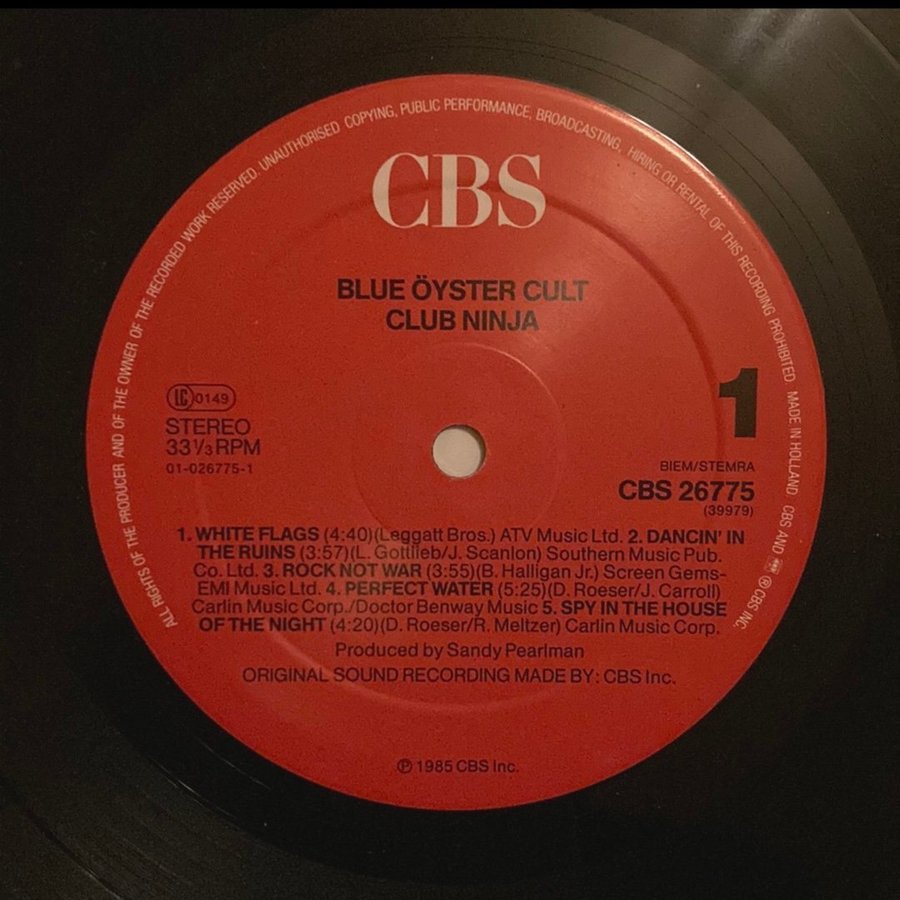 ALL RIGHTS OF THE PRODUCER AND OF THE OWNER OF THE RECORDED WORK RESERVED. UNAUTHORISED COPYING, PUBLIC PERFORMANCE, BROADCASTING, HIRING OR RENTAL OF THIS RECORDING PROHIBITED. MADE IN HOLLAND. CBS AND ® CBS INC.
CBS
BLUE ÖYSTER CULT
CLUB NINJA
LC 0149
STEREO
33⅓ RPM
01-026775-1
1
BIEM/STEMRA
CBS 26775
(39979)
1. WHITE FLAGS (4:40)(Leggatt Bros.) ATV Music Ltd. 2. DANCIN' IN
THE RUINS (3:57)(L. Gottlieb/J. Scanlon) Southern Music Pub.
Co. Ltd. 3. ROCK NOT WAR (3:55)(B. Halligan Jr.) Screen Gems-
EMI Music Ltd. 4. PERFECT WATER (5:25)(D. Roeser/J. Carroll)
Carlin Music Corp./Doctor Benway Music 5. SPY IN THE HOUSE
OF THE NIGHT (4:20)(D. Roeser/R. Meltzer) Carlin Music Corp.
Produced by Sandy Pearlman
ORIGINAL SOUND RECORDING MADE BY: CBS Inc.
℗ 1985 CBS Inc.